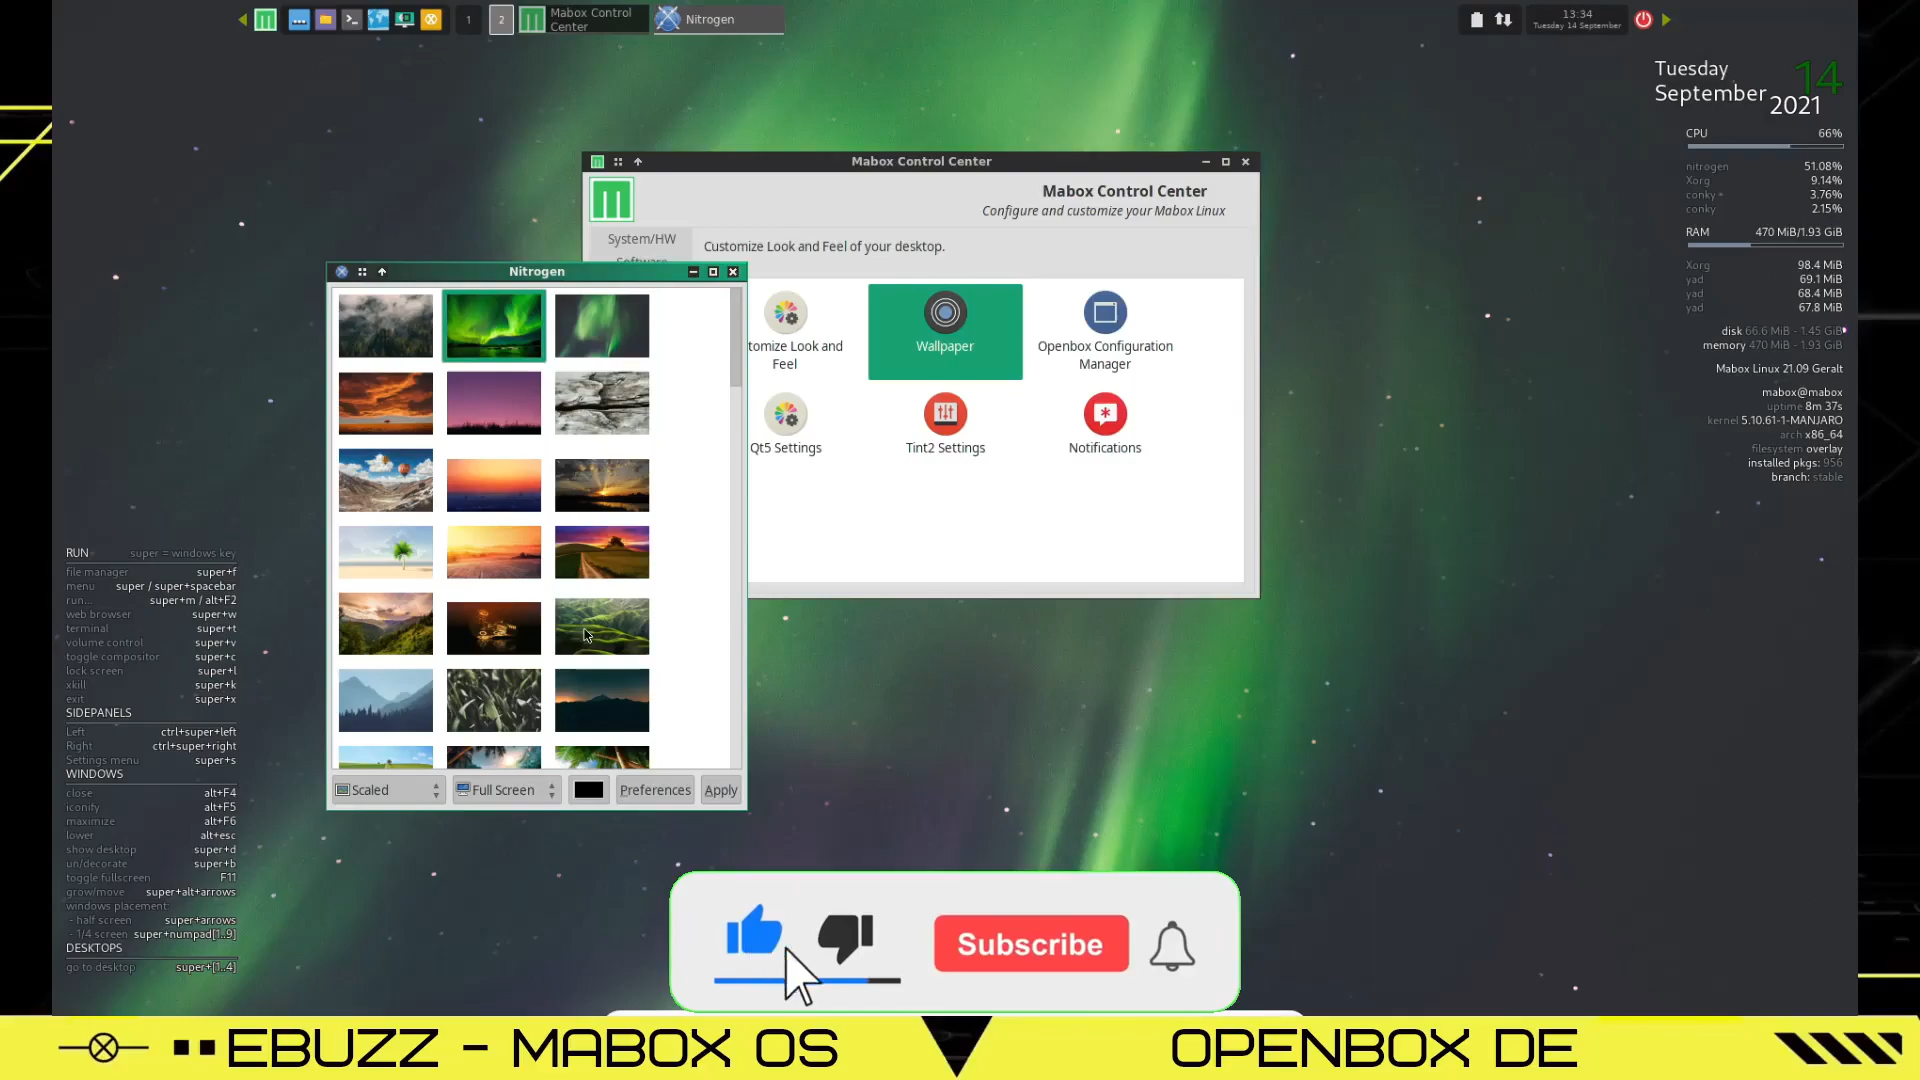 1
2
Mabox Control
Center
Nitrogen
13:34
Tuesday 14 September
Tuesday
14
September
2021
CPU 66%
nitrogen 51.08%
Xorg 9.14%
conky 3.76%
conky 2.15%
RAM 470 MiB/1.93 GiB
Xorg 98.4 MiB
yad 69.1 MiB
yad 68.4 MiB
yad 67.8 MiB
disk 66.6 MiB - 1.45 GiB
memory 470 MiB - 1.93 GiB
Mabox Linux 21.09 Geralt
mabox@mabox
uptime 8m 37s
kernel 5.10.61-1-MANJARO
arch x86_64
filesystem overlay
installed pkgs: 956
branch: stable
Mabox Control Center
Mabox Control Center
Configure and customize your Mabox Linux
System/HW
Software
Customize Look and Feel of your desktop.
tomize Look and
Feel
Wallpaper
Openbox Configuration
Manager
Qt5 Settings
Tint2 Settings
Notifications
Nitrogen
Scaled
Full Screen
Preferences
Apply
RUN super = windows key
file manager super+f
menu super / super+spacebar
run... super+m / alt+F2
web browser super+w
terminal super+t
volume control super+v
toggle compositor super+c
lock screen super+l
xkill super+k
exit super+x
SIDEPANELS
Left ctrl+super+left
Right ctrl+super+right
Settings menu super+s
WINDOWS
close alt+F4
iconify alt+F5
maximize alt+F6
lower alt+esc
show desktop super+d
un/decorate super+b
toggle fullscreen F11
grow/move super+alt+arrows
windows placement:
- half screen super+arrows
- 1/4 screen super+numpad[1..9]
DESKTOPS
go to desktop super+[1..4]
Subscribe
EBUZZ - MABOX OS
OPENBOX DE